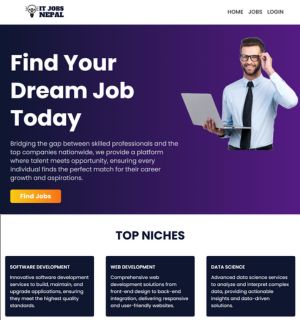 IT JOBS
NEPAL
HOME JOBS LOGIN
Find Your
Dream Job
Today
Bridging the gap between skilled professionals and the
top companies nationwide, we provide a platform
where talent meets opportunity, ensuring every
individual finds the perfect match for their career
growth and aspirations.
Find Jobs
TOP NICHES
SOFTWARE DEVELOPMENT
Innovative software development
services to build, maintain, and
upgrade applications, ensuring
they meet the highest quality
standards.
WEB DEVELOPMENT
Comprehensive web
development solutions from
front-end design to back-end
integration, delivering responsive
and user-friendly websites.
DATA SCIENCE
Advanced data science services
to analyze and interpret complex
data, providing actionable
insights and data-driven
solutions.